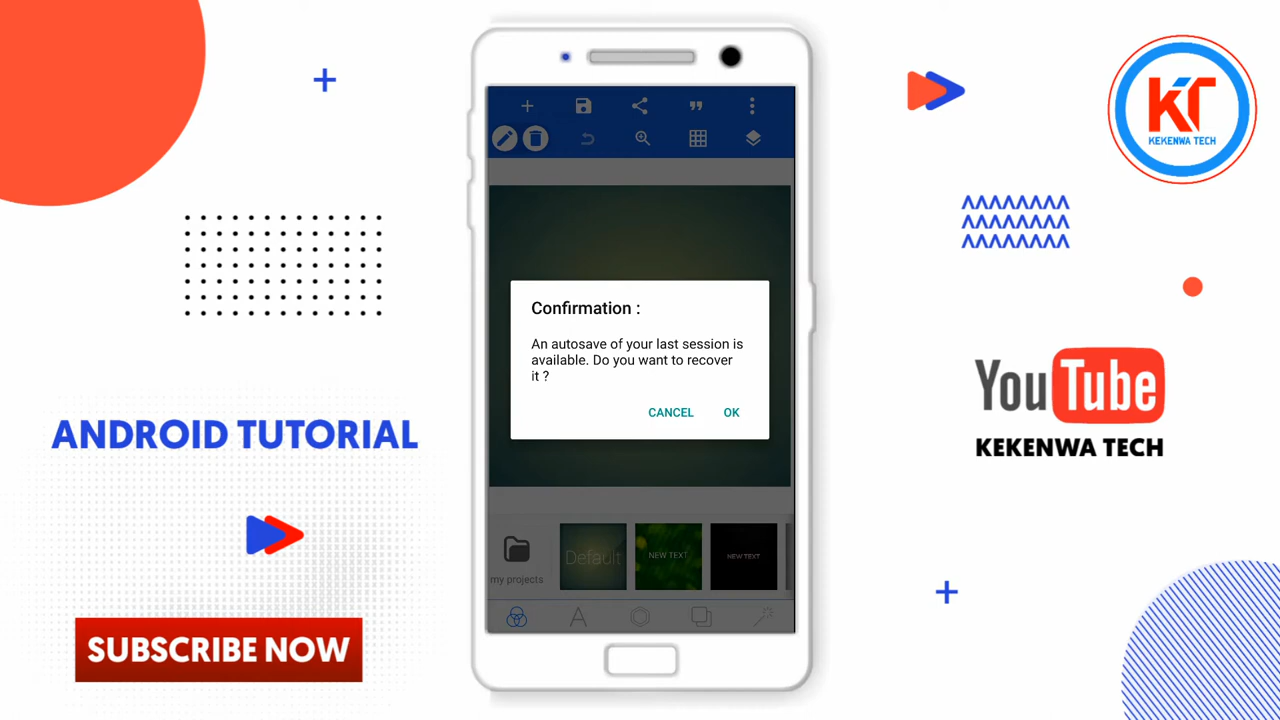 KT
KEKENWA TECH
Confirmation :
An autosave of your last session is
available. Do you want to recover
it ?
CANCEL OK
YouTube
KEKENWA TECH
ANDROID TUTORIAL
my projects
Default
NEW TEXT
NEW TEXT
A
SUBSCRIBE NOW